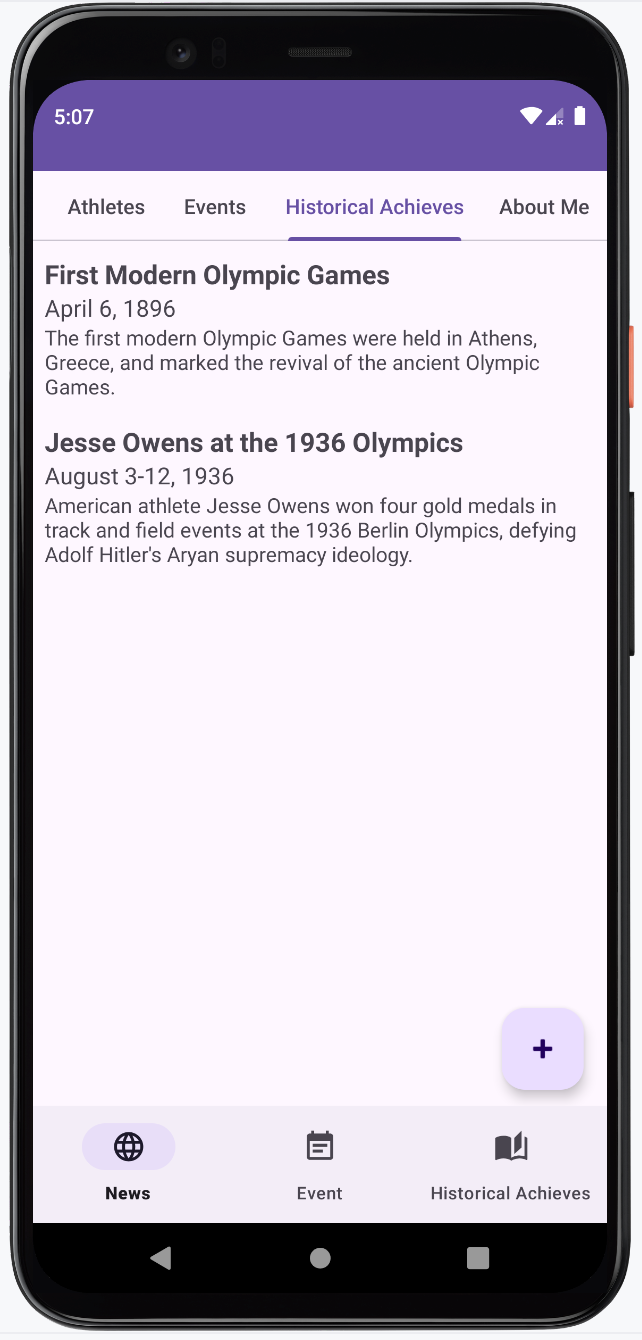 5:07
Athletes Events Historical Achieves About Me
First Modern Olympic Games
April 6, 1896
The first modern Olympic Games were held in Athens,
Greece, and marked the revival of the ancient Olympic
Games.
Jesse Owens at the 1936 Olympics
August 3-12, 1936
American athlete Jesse Owens won four gold medals in
track and field events at the 1936 Berlin Olympics, defying
Adolf Hitler's Aryan supremacy ideology.
+
News Event Historical Achieves